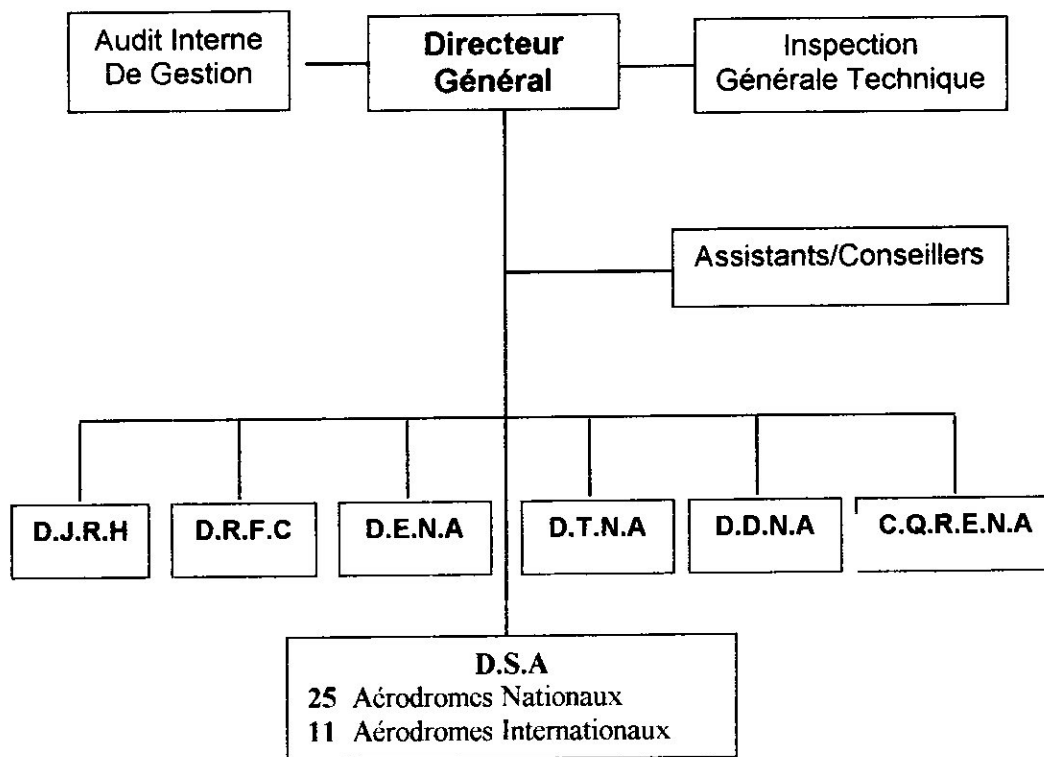 Audit Interne
De Gestion
Directeur
Général
Inspection
Générale Technique
Assistants/Conseillers
D.J.R.H
D.R.F.C
D.E.N.A
D.T.N.A
D.D.N.A
C.Q.R.E.N.A
D.S.A
25 Aérodromes Nationaux
11 Aérodromes Internationaux